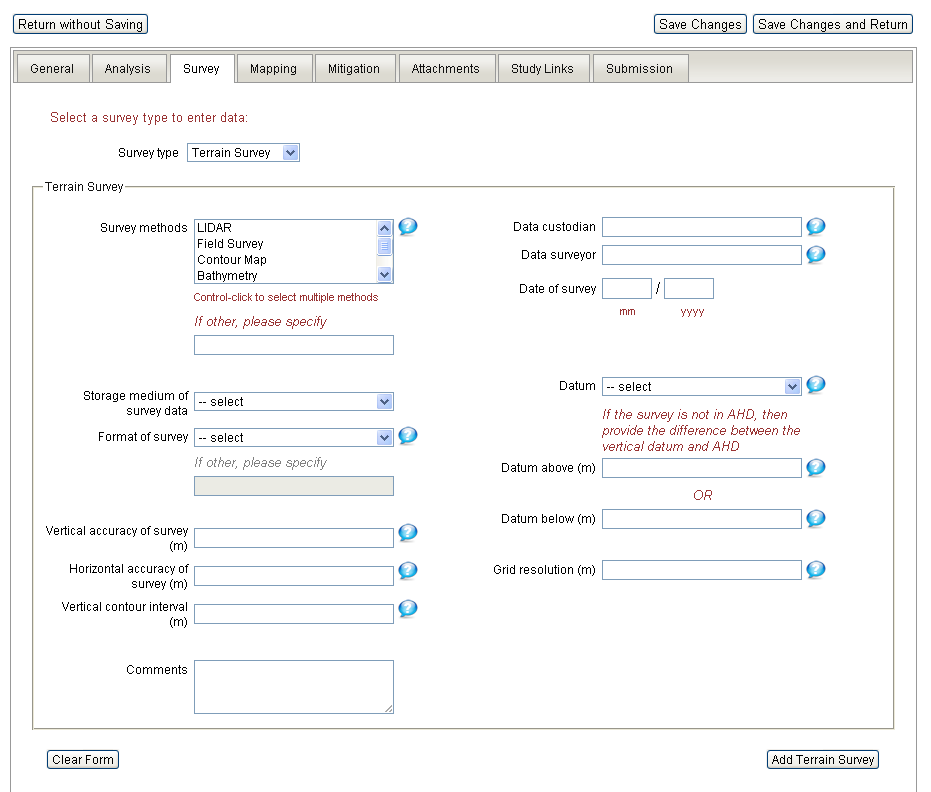 Return without Saving
Save Changes
Save Changes and Return
General
Analysis
Survey
Mapping
Mitigation
Attachments
Study Links
Submission
Select a survey type to enter data:
Survey type
Terrain Survey
Terrain Survey
Survey methods
LIDAR
Field Survey
Contour Map
Bathymetry
Control-click to select multiple methods
If other, please specify
Storage medium of
survey data
-- select
Format of survey
-- select
If other, please specify
Vertical accuracy of survey
(m)
Horizontal accuracy of
survey (m)
Vertical contour interval
(m)
Comments
Data custodian
Data surveyor
Date of survey
/
mm
yyyy
Datum
-- select
If the survey is not in AHD, then
provide the difference between the
vertical datum and AHD
Datum above (m)
OR
Datum below (m)
Grid resolution (m)
Clear Form
Add Terrain Survey